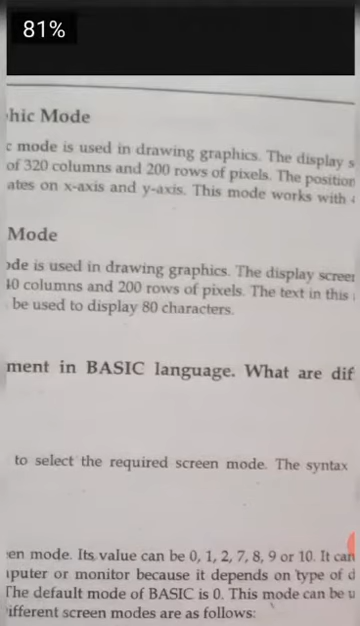 81%
hic Mode
c mode is used in drawing graphics. The display s
of 320 columns and 200 rows of pixels. The position
ates on x-axis and y-axis. This mode works with
Mode
ode is used in drawing graphics. The display screen
40 columns and 200 rows of pixels. The text in this
be used to display 80 characters.
ment in BASIC language. What are dif
to select the required screen mode. The syntax
en mode. Its value can be 0, 1, 2, 7, 8, 9 or 10. It can
puter or monitor because it depends on type of d
The default mode of BASIC is 0. This mode can be u
ifferent screen modes are as follows: